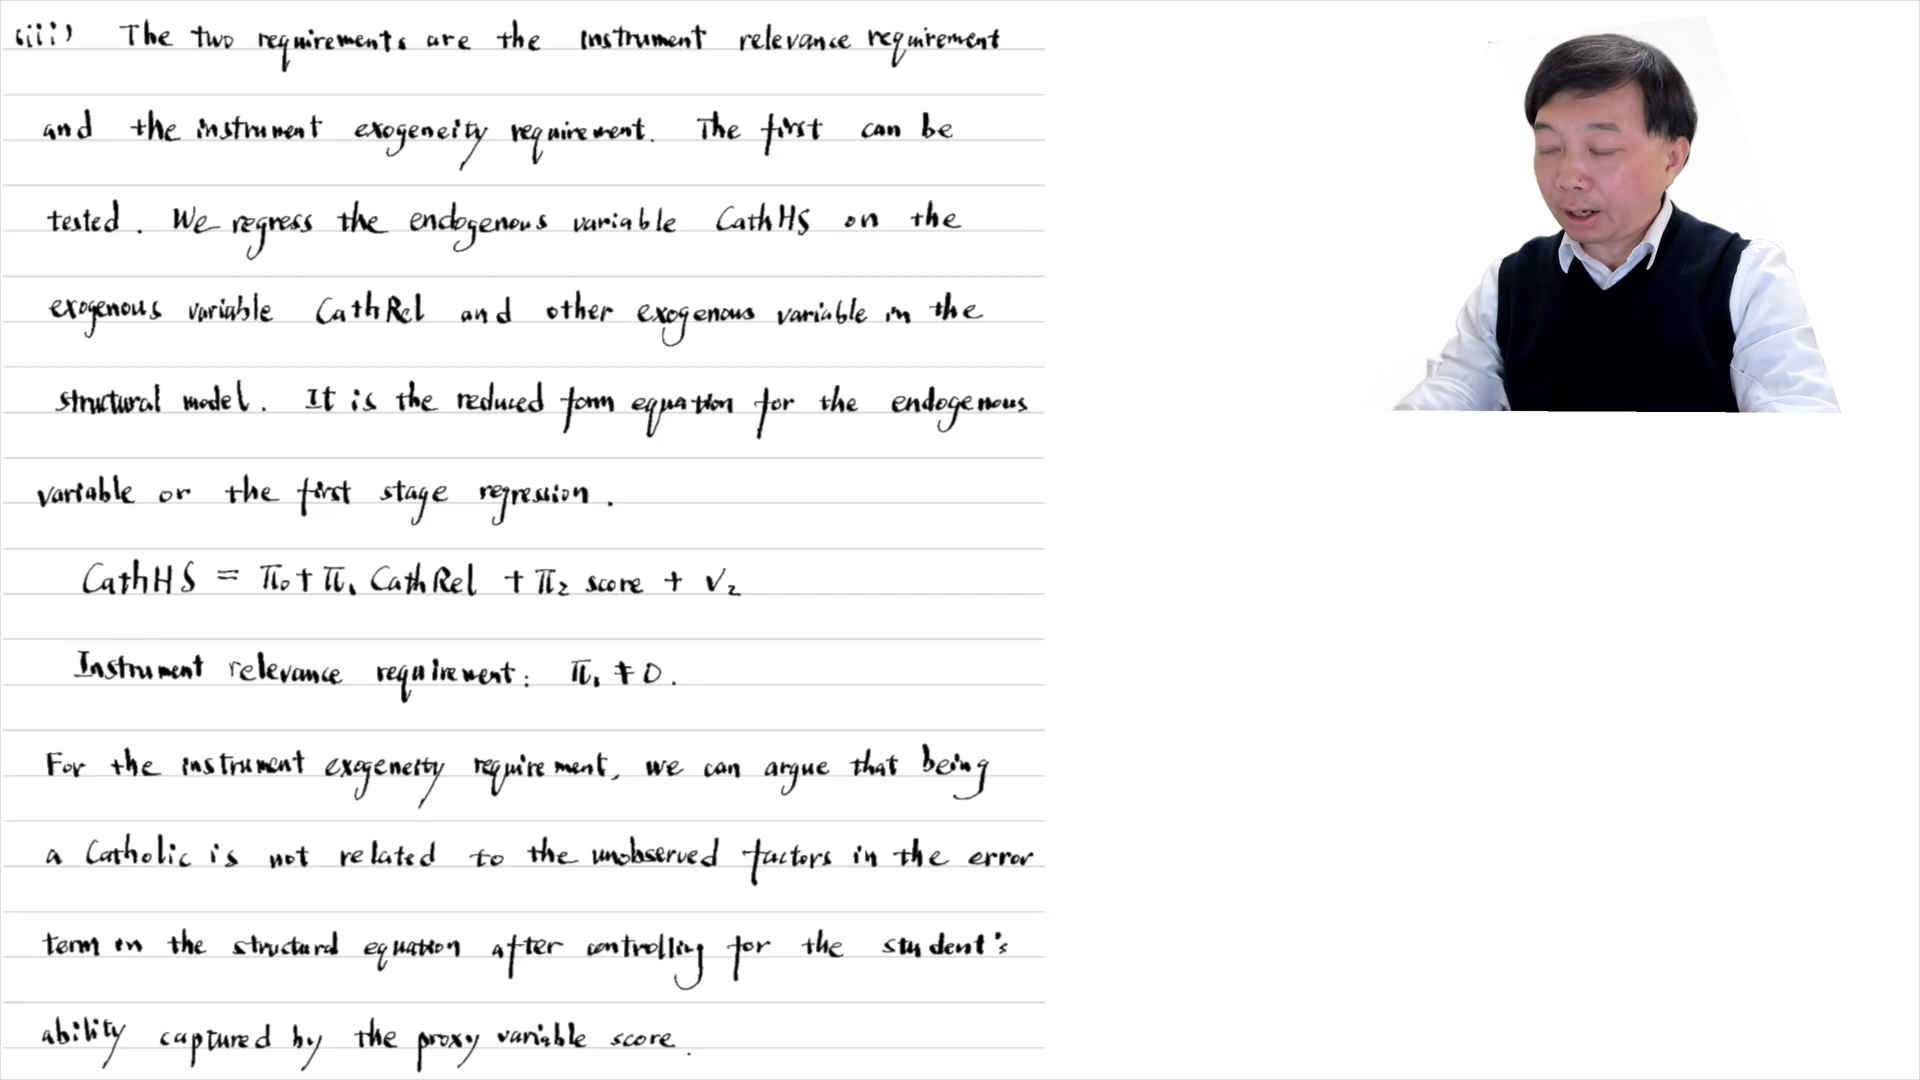 (iii) The two requirements are the instrument relevance requirement
and the instrument exogeneity requirement. The first can be
tested. We regress the endogenous variable CathHS on the
exogenous variable CathRel and other exogenous variable in the
structural model. It is the reduced form equation for the endogenous
variable or the first stage regression.
CathHS = π₀ + π₁ CathRel + π₂ score + v₂
Instrument relevance requirement: π₁ ≠ 0.
For the instrument exogeneity requirement, we can argue that being
a Catholic is not related to the unobserved factors in the error
term in the structural equation after controlling for the student's
ability captured by the proxy variable score.